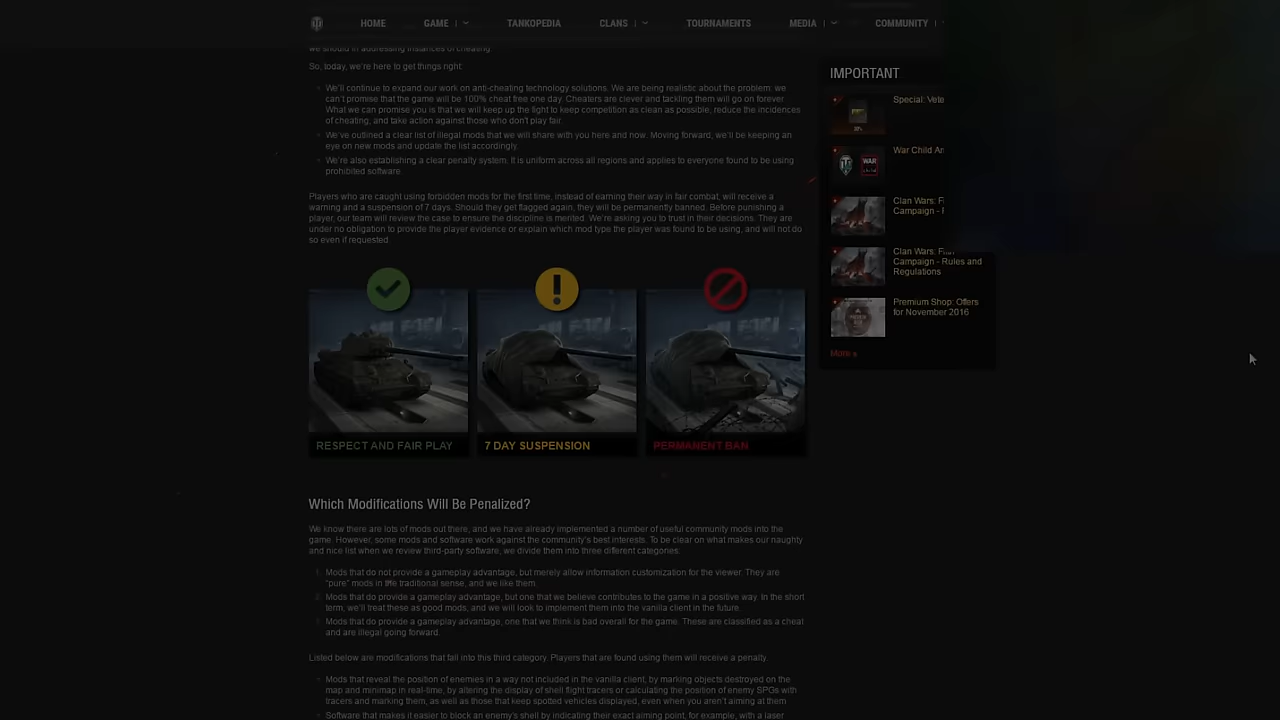 HOME GAME TANKOPEDIA CLANS TOURNAMENTS MEDIA COMMUNITY
we should in addressing instances of cheating
So, today, we're here to get things right:
We'll continue to expand our work on anti-cheating technology solutions. We are being realistic about the problem: we
can't promise that the game will be 100% cheat free one day. Cheaters are clever and tackling them will go on forever.
What we can promise you is that we will keep up the fight to keep competition as clean as possible, reduce the incidences
of cheating, and take action against those who don't play fair.
We've outlined a clear list of illegal mods that we will share with you here and now. Moving forward, we'll be keeping an
eye on new mods and update the list accordingly.
We're also establishing a clear penalty system. It is uniform across all regions and applies to everyone found to be using
prohibited software.
Players who are caught using forbidden mods for the first time, instead of earning their way in fair combat, will receive a
warning and a suspension of 7 days. Should they get flagged again, they will be permanently banned. Before punishing a
player, our team will review the case to ensure the discipline is merited. We're asking you to trust in their decisions. They are
under no obligation to provide the player evidence or explain which mod type the player was found to be using, and will not do
so even if requested.
RESPECT AND FAIR PLAY
7 DAY SUSPENSION
PERMANENT BAN
Which Modifications Will Be Penalized?
We know there are lots of mods out there, and we have already implemented a number of useful community mods into the
game. However, some mods and software work against the community's best interests. To be clear on what makes our naughty
and nice list when we review third-party software, we divide them into three different categories:
1. Mods that do not provide a gameplay advantage, but merely allow information customization for the viewer. They are
"pure" mods in the traditional sense, and we like them.
2. Mods that do provide a gameplay advantage, but one that we believe contributes to the game in a positive way. In the short
term, we'll treat these as good mods, and we will look to implement them into the vanilla client in the future.
3. Mods that do provide a gameplay advantage, one that we think is bad overall for the game. These are classified as a cheat
and are illegal going forward.
Listed below are modifications that fall into this third category. Players that are found using them will receive a penalty.
Mods that reveal the position of enemies in a way not included in the vanilla client, by marking objects destroyed on the
map and minimap in real-time, by altering the display of shell flight tracers or calculating the position of enemy SPGs with
tracers and marking them, as well as those that keep spotted vehicles displayed, even when you aren't aiming at them
Software that makes it easier to block an enemy's shell by indicating their exact aiming point, for example, with a laser
IMPORTANT
Special: Vete
War Child Ar
WAR
Clan Wars: F
Campaign -
Clan Wars:
Campaign - Rules and
Regulations
Premium Shop: Offers
for November 2016
More